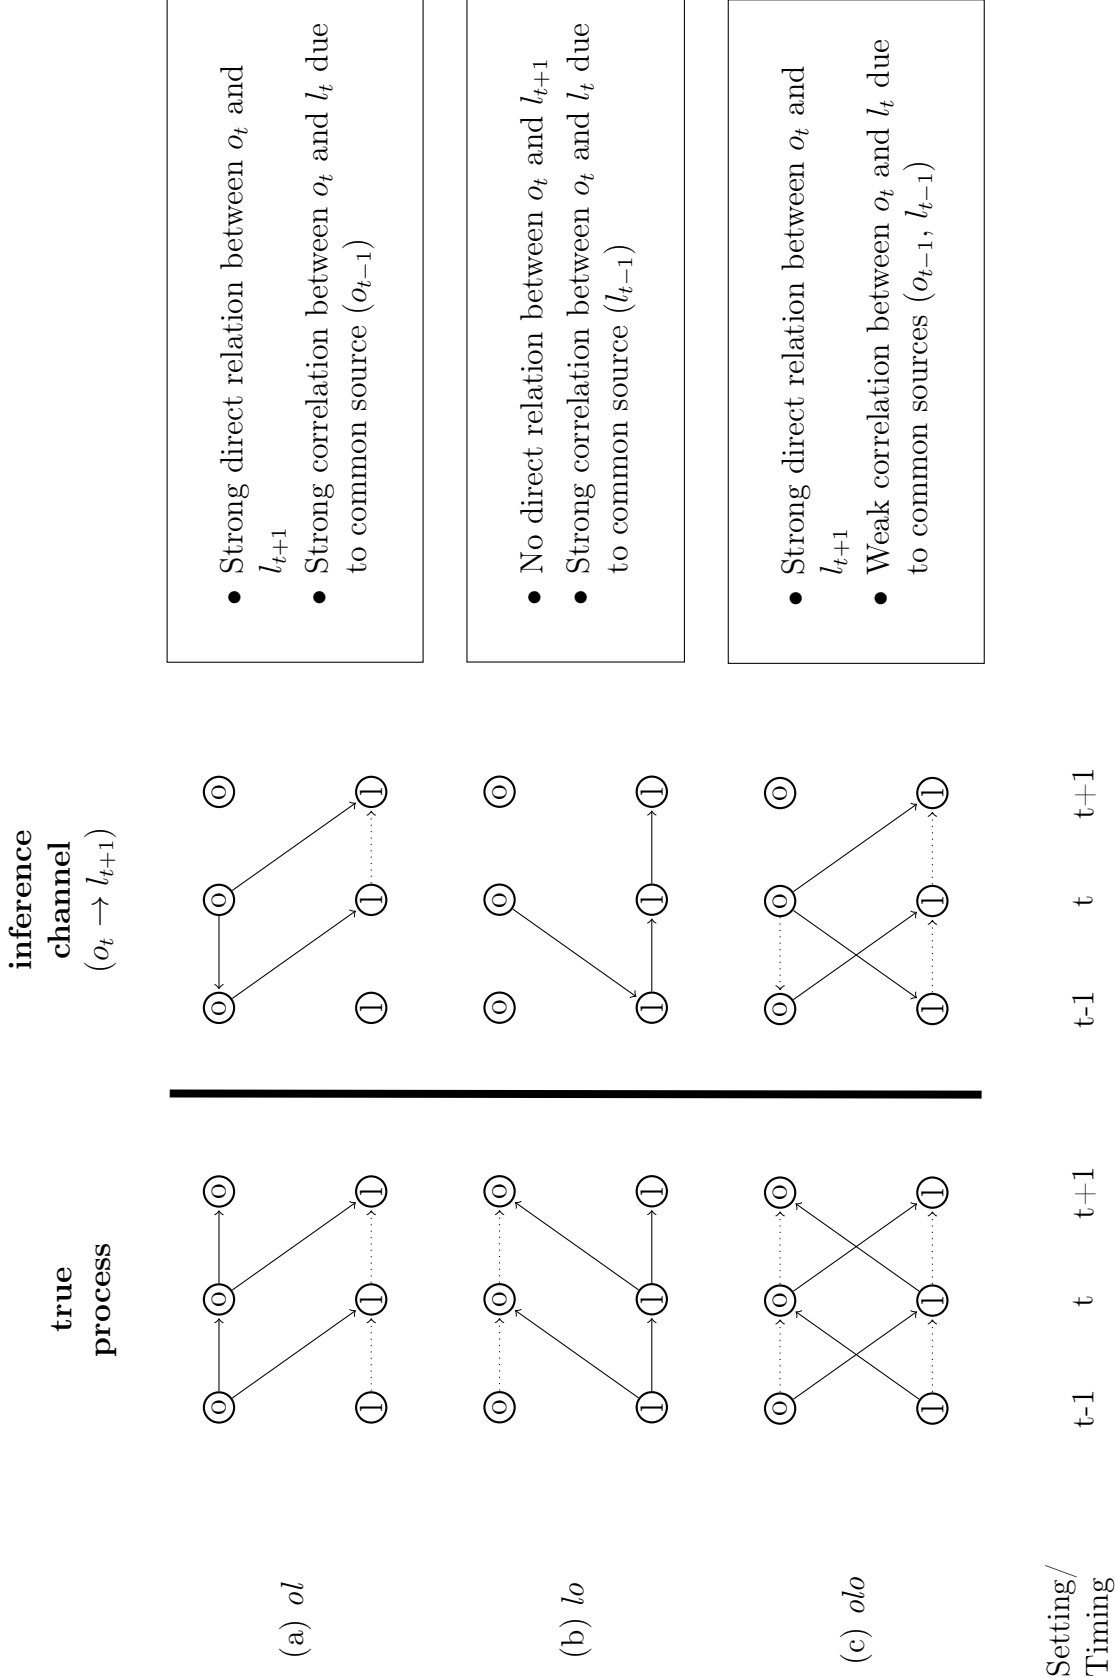 true
process
inference
channel
($o_t \rightarrow l_{t+1}$)
(a) ol
o
o
o
l
l
l
o
o
o
l
l
l
• Strong direct relation between $o_t$ and
$l_{t+1}$
• Strong correlation between $o_t$ and $l_t$ due
to common source ($o_{t-1}$)
(b) lo
o
o
o
l
l
l
o
o
o
l
l
l
• No direct relation between $o_t$ and $l_{t+1}$
• Strong correlation between $o_t$ and $l_t$ due
to common source ($l_{t-1}$)
(c) olo
o
o
o
l
l
l
o
o
o
l
l
l
• Strong direct relation between $o_t$ and
$l_{t+1}$
• Weak correlation between $o_t$ and $l_t$ due
to common sources ($o_{t-1}$, $l_{t-1}$)
Setting/
Timing
t-1
t
t+1
t-1
t
t+1